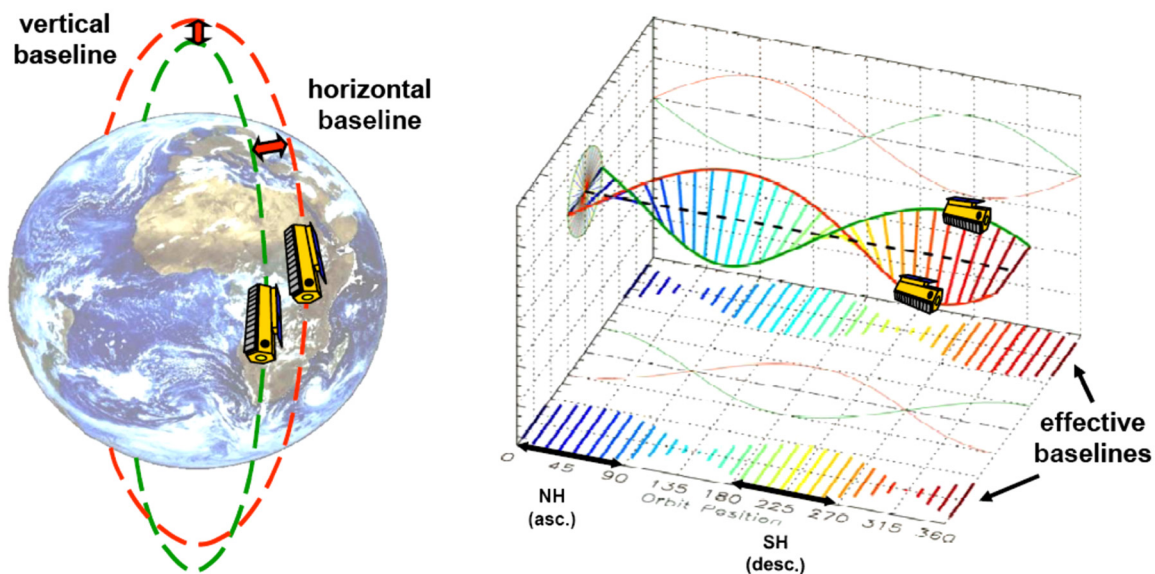 vertical
baseline
horizontal
baseline
effective
baselines
0
45
90
135
180
225
270
315
360
Orbit Position
NH
(asc.)
SH
(desc.)